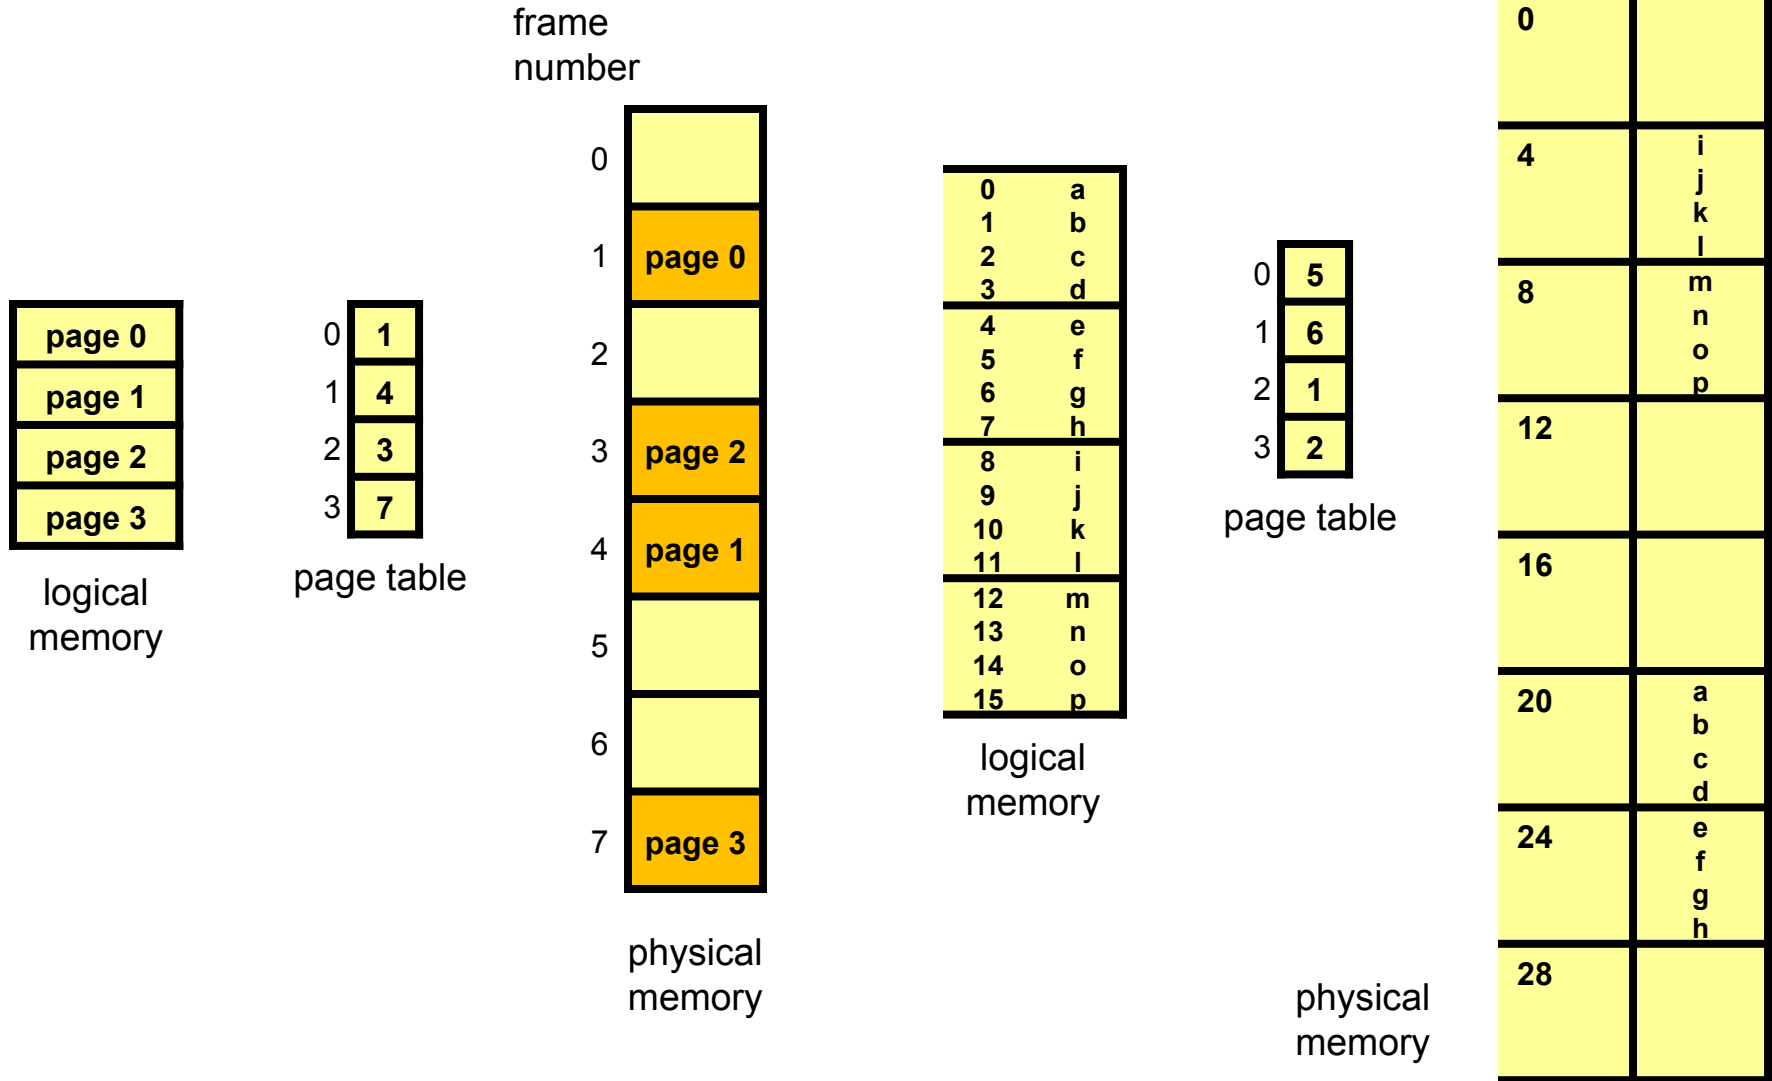 frame
number
0
1 page 0
2
3 page 2
4 page 1
5
6
7 page 3
physical
memory
page 0
page 1
page 2
page 3
logical
memory
0 1
1 4
2 3
3 7
page table
0 a
1 b
2 c
3 d
4 e
5 f
6 g
7 h
8 i
9 j
10 k
11 l
12 m
13 n
14 o
15 p
logical
memory
0 5
1 6
2 1
3 2
page table
0
4 i
j
k
l
8 m
n
o
p
12
16
20 a
b
c
d
24 e
f
g
h
28
physical
memory